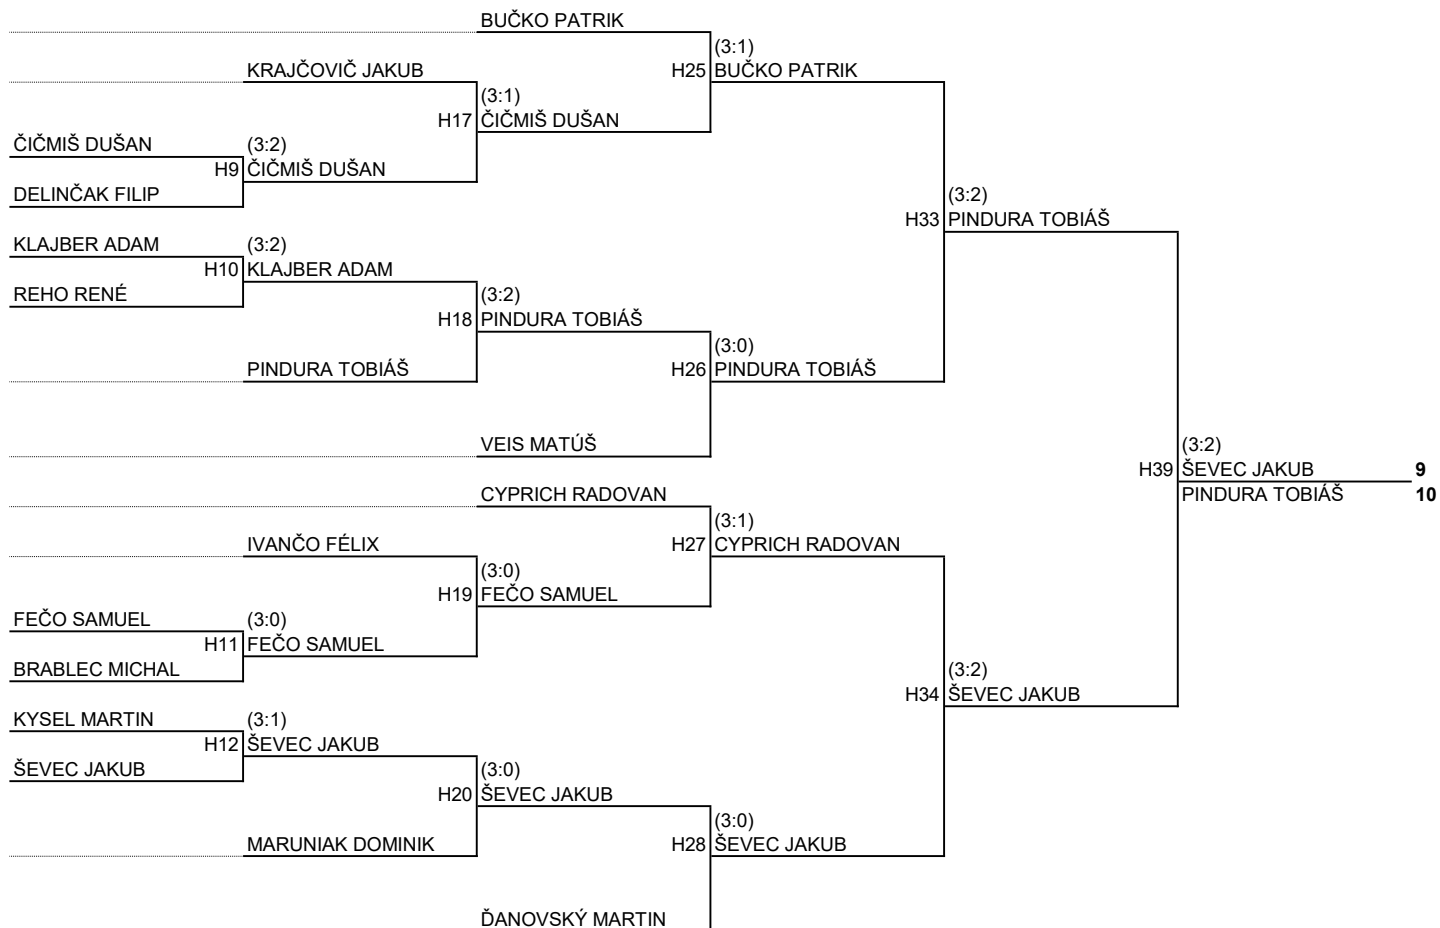 BUČKO PATRIK
(3:1)
KRAJČOVIČ JAKUB
H25 BUČKO PATRIK
(3:1)
H17 ČIČMIŠ DUŠAN
ČIČMIŠ DUŠAN
(3:2)
H9 ČIČMIŠ DUŠAN
DELINČAK FILIP
(3:2)
H33 PINDURA TOBIÁŠ
KLAJBER ADAM
(3:2)
H10 KLAJBER ADAM
REHO RENÉ
(3:2)
H18 PINDURA TOBIÁŠ
(3:0)
PINDURA TOBIÁŠ
H26 PINDURA TOBIÁŠ
VEIS MATÚŠ
(3:2)
H39 ŠEVEC JAKUB 9
CYPRICH RADOVAN
PINDURA TOBIÁŠ 10
(3:1)
IVANČO FÉLIX
H27 CYPRICH RADOVAN
(3:0)
H19 FEČO SAMUEL
FEČO SAMUEL
(3:0)
H11 FEČO SAMUEL
BRABLEC MICHAL
(3:2)
H34 ŠEVEC JAKUB
KYSEL MARTIN
(3:1)
H12 ŠEVEC JAKUB
ŠEVEC JAKUB
(3:0)
H20 ŠEVEC JAKUB
(3:0)
MARUNIAK DOMINIK
H28 ŠEVEC JAKUB
ĎANOVSKÝ MARTIN